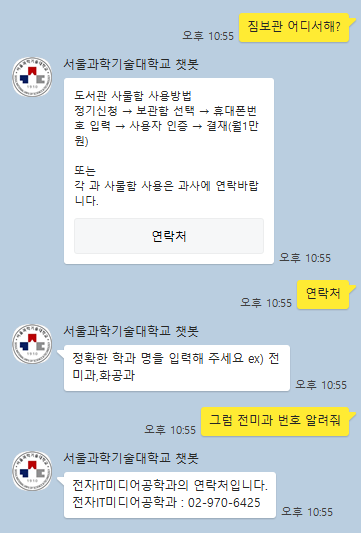 짐보관 어디서해?
오후 10:55
서울과학기술대학교 챗봇
도서관 사물함 사용방법
정기신청 → 보관함 선택 → 휴대폰번
호 입력 → 사용자 인증 → 결재(월1만
원)
또는
각 과 사물함 사용은 과사에 연락바랍
니다.
연락처
오후 10:55
연락처
오후 10:55
서울과학기술대학교 챗봇
정확한 학과 명을 입력해 주세요 ex) 전
미과,화공과
오후 10:55
그럼 전미과 번호 알려줘
오후 10:55
서울과학기술대학교 챗봇
전자IT미디어공학과의 연락처입니다.
전자IT미디어공학과 : 02-970-6425
오후 10:55